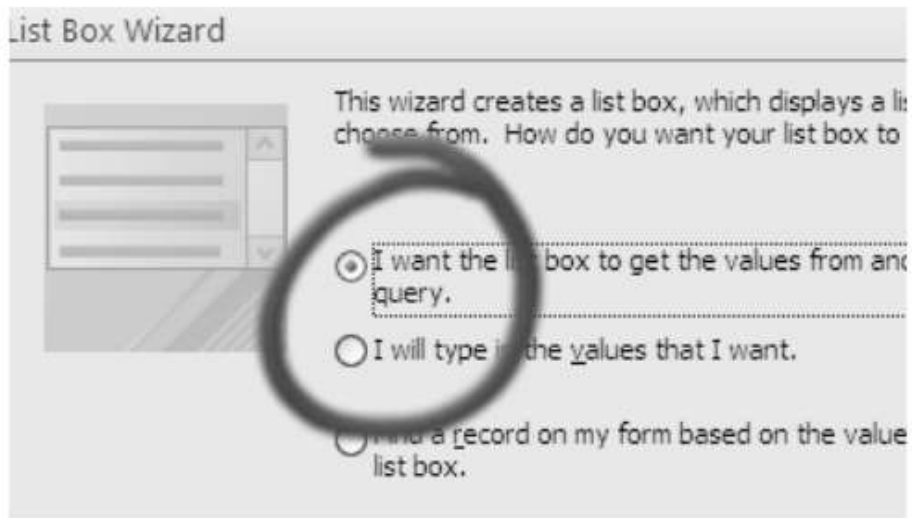 List Box Wizard
This wizard creates a list box, which displays a
choose from. How do you want your list box to
I want the list box to get the values from
query.
I will type in the values that I want.
a record on my form based on the value
list box.